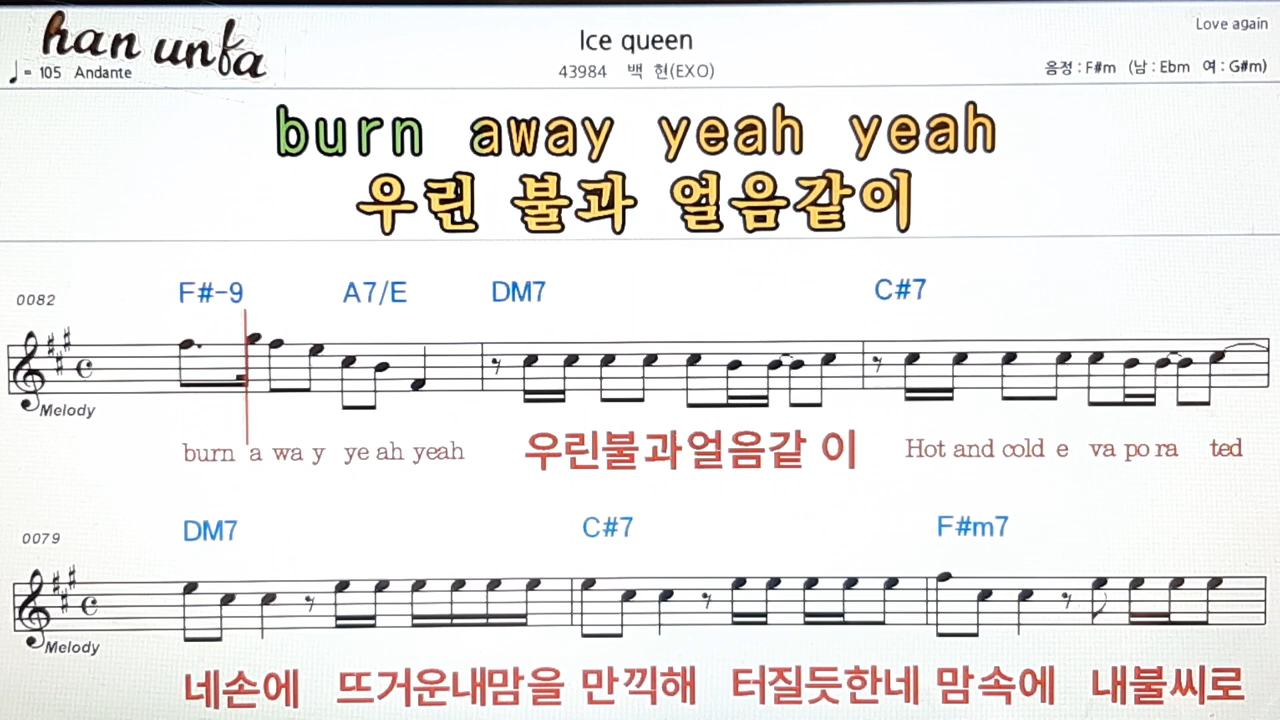 han unfa
Ice queen
Love again
♩= 105 Andante
43984 백 현(EXO)
음정 : F#m (남 : Ebm 여 : G#m)
burn away yeah yeah
우린 불과 얼음같이
0082 F#-9 A7/E DM7 C#7
Melody
burn a wa y ye ah yeah 우린불과얼음같 이 Hot and cold e va po ra ted
0079 DM7 C#7 F#m7
Melody
네손에 뜨거운내맘을 만끽해 터질듯한네 맘속에 내불씨로